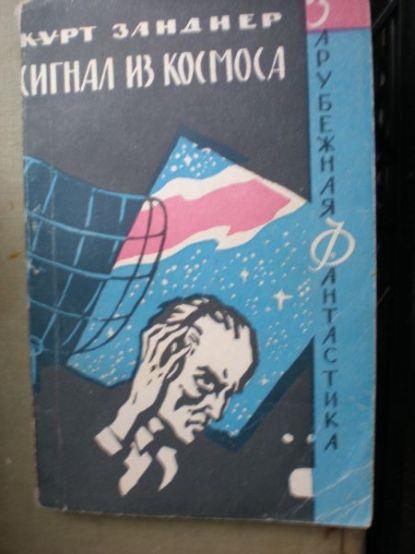 КУРТ ЗАНДНЕР
СИГНАЛ ИЗ КОСМОСА
ЗАРУБЕЖНАЯ ФАНТАСТИКА